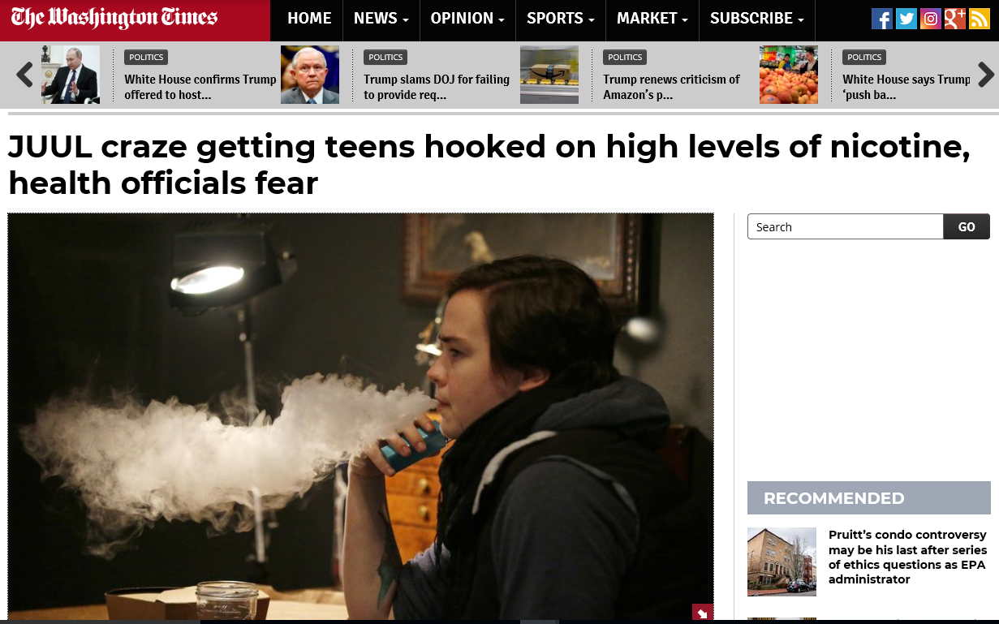 The Washington Times
HOME NEWS OPINION SPORTS MARKET SUBSCRIBE
POLITICS
White House confirms Trump
offered to host...
POLITICS
Trump slams DOJ for failing
to provide req...
POLITICS
Trump renews criticism of
Amazon's p...
POLITICS
White House says Trump
‘push ba...
JUUL craze getting teens hooked on high levels of nicotine,
health officials fear
Search GO
RECOMMENDED
Pruitt's condo controversy
may be his last after series
of ethics questions as EPA
administrator